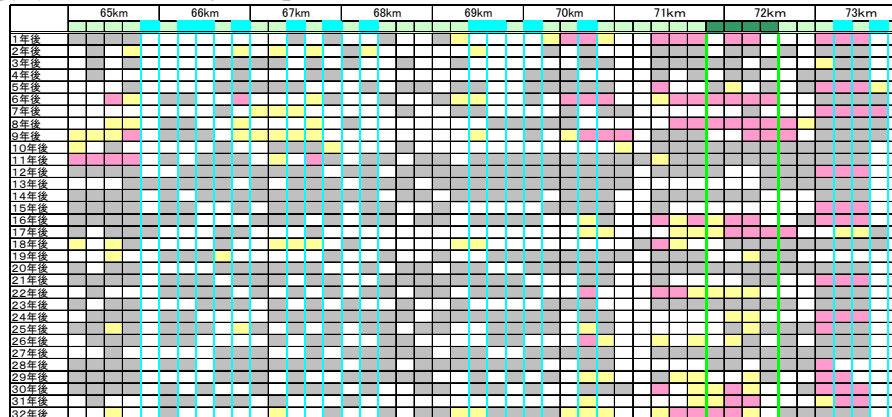 65km 66km 67km 68km 69km 70km 71km 72km 73km
1年後
2年後
3年後
4年後
5年後
6年後
7年後
8年後
9年後
10年後
11年後
12年後
13年後
14年後
15年後
16年後
17年後
18年後
19年後
20年後
21年後
22年後
23年後
24年後
25年後
26年後
27年後
28年後
29年後
30年後
31年後
32年後